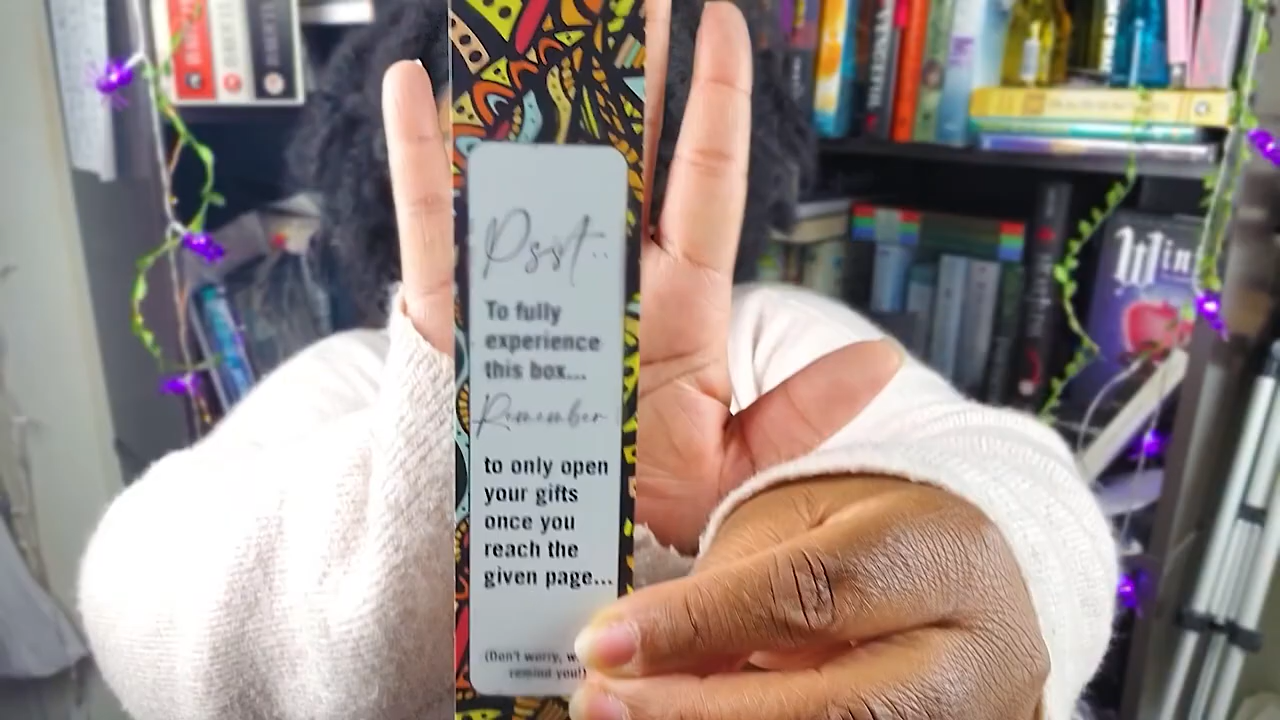 Psst..
To fully
experience
this box...
Remember
to only open
your gifts
once you
reach the
given page...
(Don't worry,
remind you!)
Win